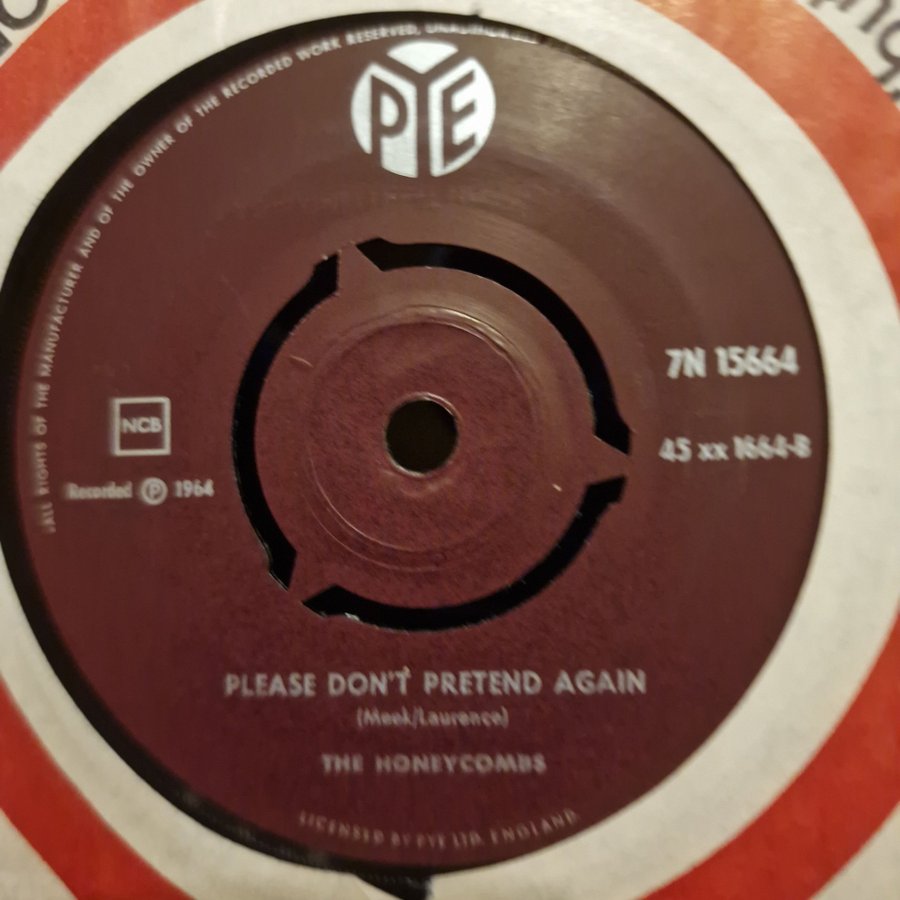 .ALL RIGHTS OF THE MANUFACTURER AND OF THE OWNER OF THE RECORDED WORK RESERVED,
PYE
7N 15664
NCB
45 xx 1664-B
Recorded Ⓟ 1964
PLEASE DON'T PRETEND AGAIN
(Meek/Laurence)
THE HONEYCOMBS
LICENSED BY PYE LTD. ENGLAND.